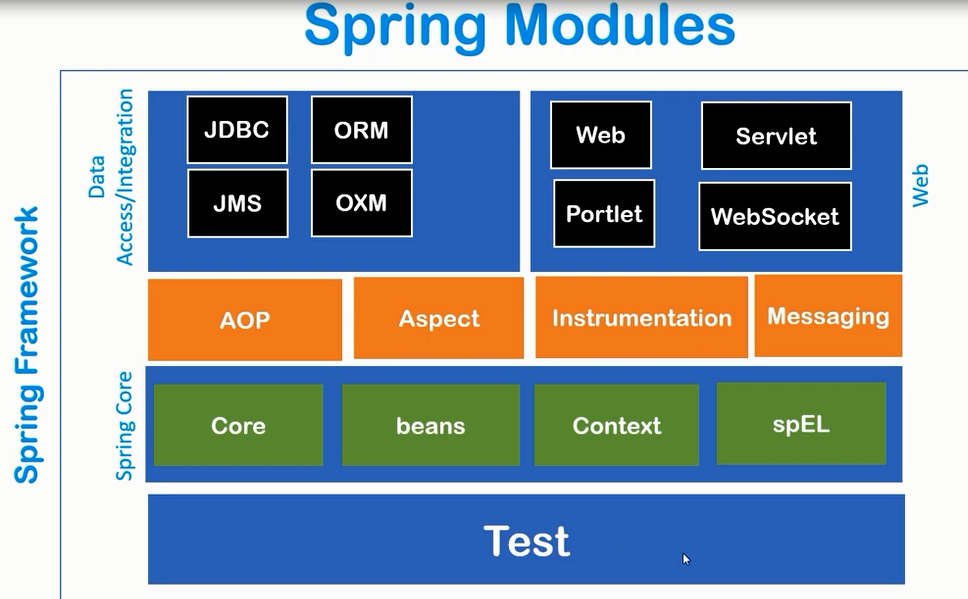 Spring Modules
Spring Framework
Data
Access/Integration
JDBC
ORM
JMS
OXM
Web
Servlet
Portlet
WebSocket
Web
AOP
Aspect
Instrumentation
Messaging
Spring Core
Core
beans
Context
spEL
Test